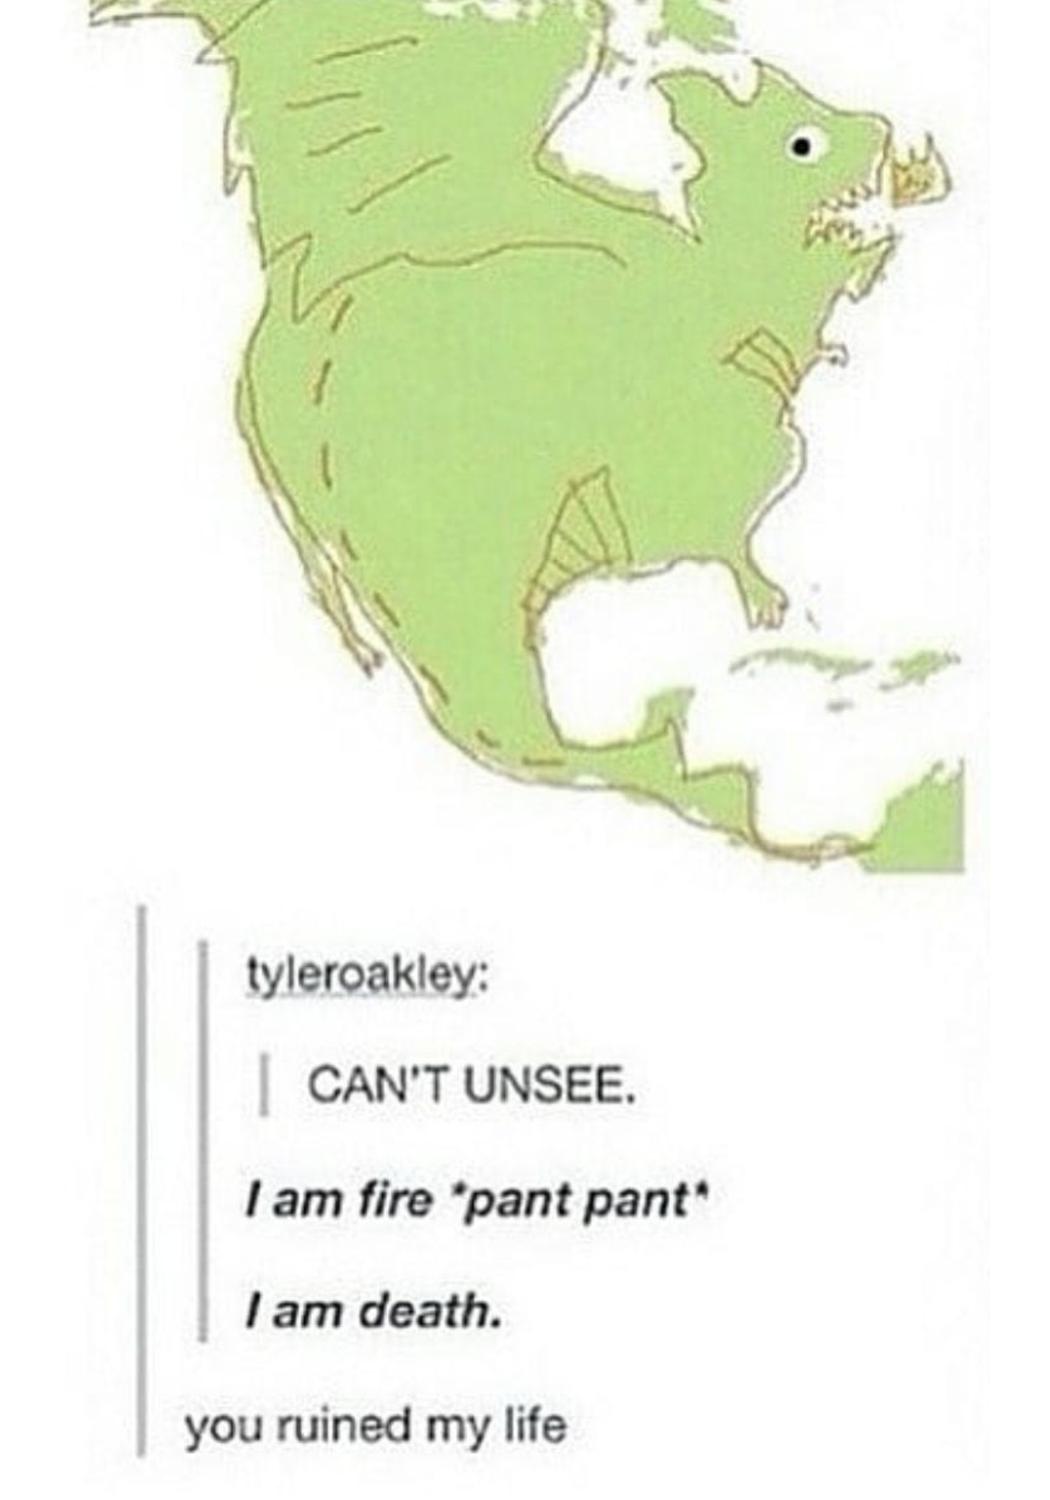 tyleroakley:
CAN'T UNSEE.
I am fire *pant pant*
I am death.
you ruined my life